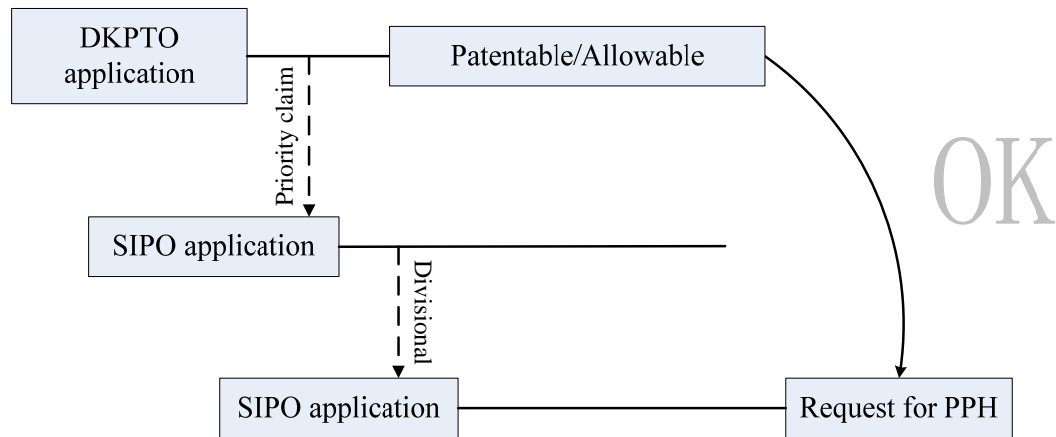 DKPTO
application
Patentable/Allowable
Priority claim
OK
SIPO application
Divisional
SIPO application
Request for PPH